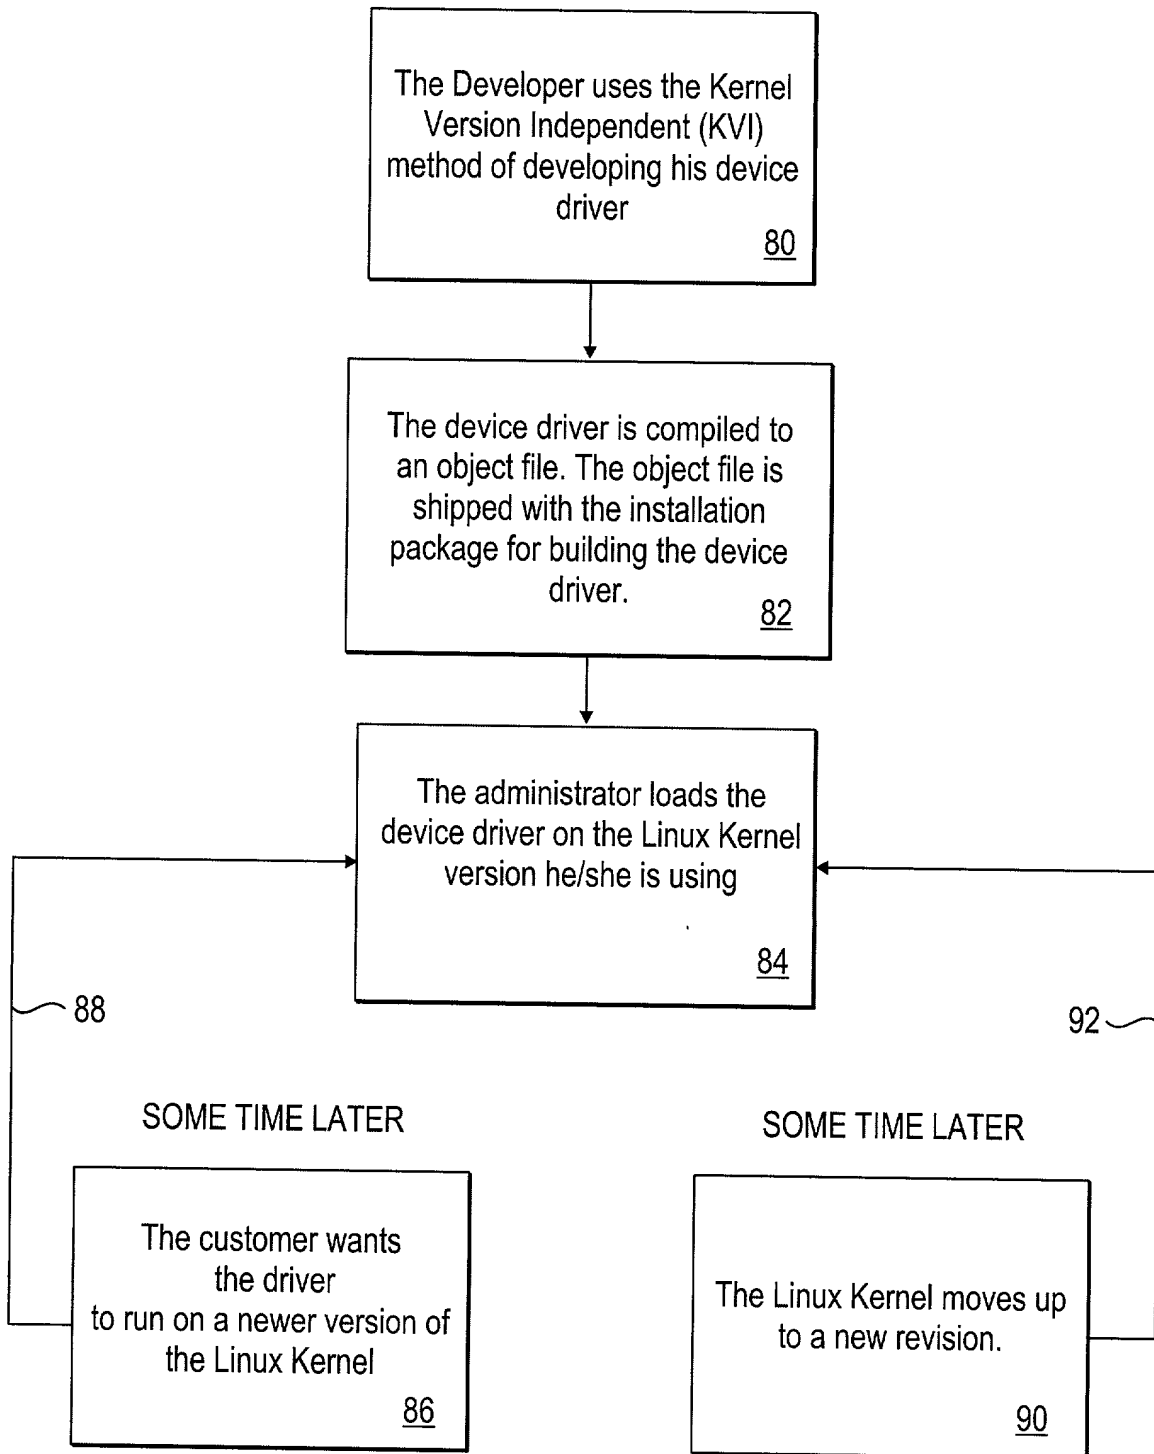 The Developer uses the Kernel
Version Independent (KVI)
method of developing his device
driver
80
The device driver is compiled to
an object file. The object file is
shipped with the installation
package for building the device
driver.
82
The administrator loads the
device driver on the Linux Kernel
version he/she is using
84
88
92
SOME TIME LATER
SOME TIME LATER
The customer wants
the driver
to run on a newer version of
the Linux Kernel
86
The Linux Kernel moves up
to a new revision.
90